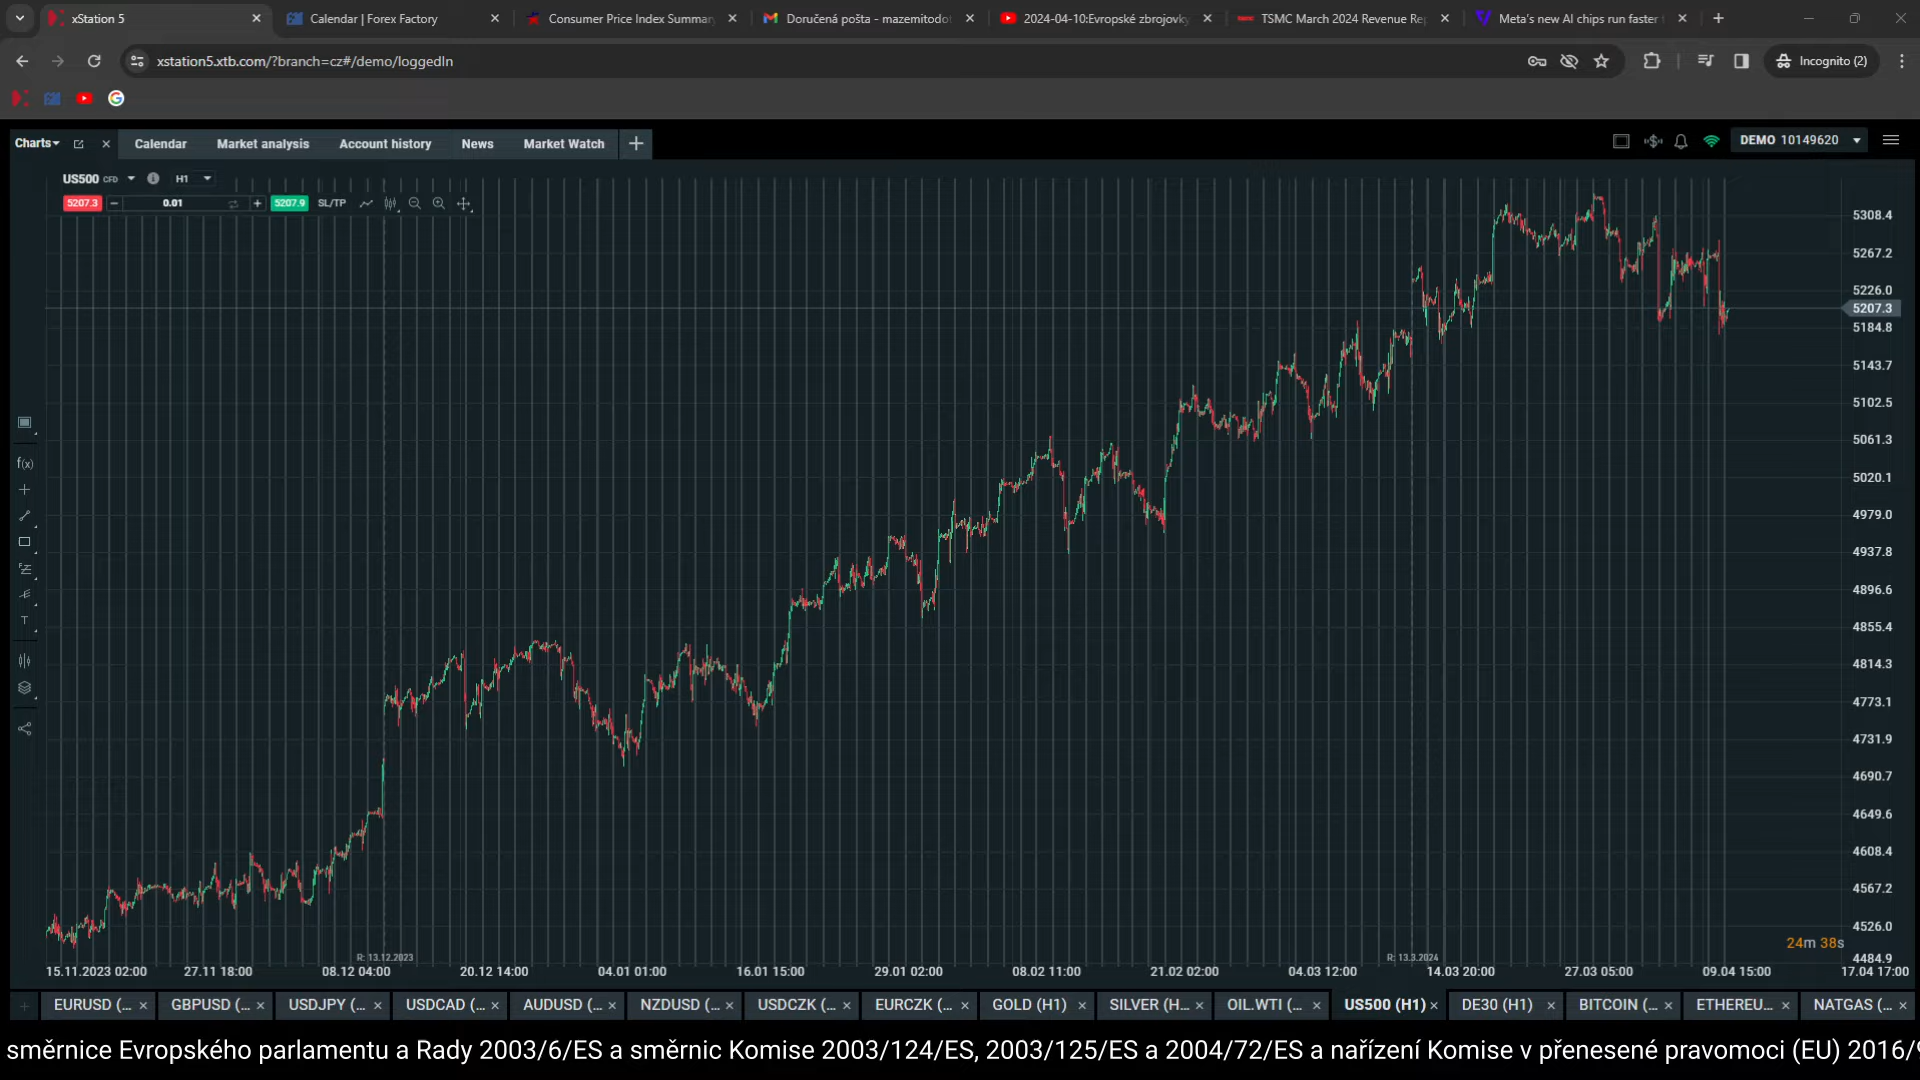 xStation 5
Calendar | Forex Factory
Consumer Price Index Summary
Doručená pošta - mazemitodo
2024-04-10:Evropské zbrojovky
TSMC March 2024 Revenue Re
Meta's new AI chips run faster
xstation5.xtb.com/?branch=cz#/demo/loggedIn
Incognito (2)
Charts
Calendar
Market analysis
Account history
News
Market Watch
DEMO 10149620
US500 CFD
H1
5207.3
0.01
5207.9
SL/TP
5308.4
5267.2
5226.0
5207.3
5184.8
5143.7
5102.5
5061.3
5020.1
4979.0
4937.8
4896.6
4855.4
4814.3
4773.1
4731.9
4690.7
4649.6
4608.4
4567.2
4526.0
4484.9
f(x)
T
24m 38s
R: 13.12.2023
R: 13.3.2024
15.11.2023 02:00
27.11 18:00
08.12 04:00
20.12 14:00
04.01 01:00
16.01 15:00
29.01 02:00
08.02 11:00
21.02 02:00
04.03 12:00
14.03 20:00
27.03 05:00
09.04 15:00
17.04 17:00
EURUSD (...
GBPUSD (...
USDJPY (...
USDCAD (...
AUDUSD (...
NZDUSD (...
USDCZK (...
EURCZK (...
GOLD (H1)
SILVER (H...
OIL.WTI (...
US500 (H1)
DE30 (H1)
BITCOIN (...
ETHEREU...
NATGAS (...
směrnice Evropského parlamentu a Rady 2003/6/ES a směrnic Komise 2003/124/ES, 2003/125/ES a 2004/72/ES a nařízení Komise v přenesené pravomoci (EU) 2016/